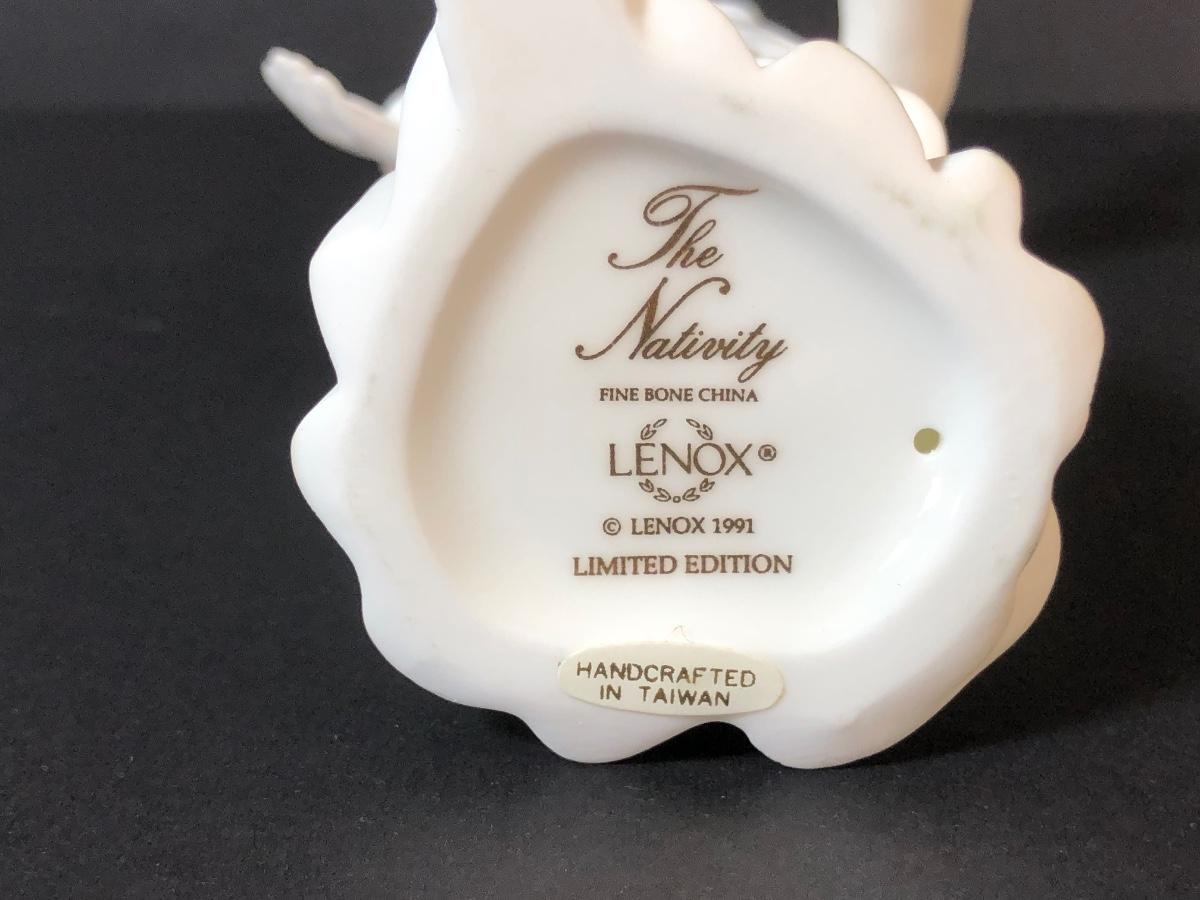 The
Nativity
FINE BONE CHINA
LENOX®
© LENOX 1991
LIMITED EDITION
HANDCRAFTED
IN TAIWAN